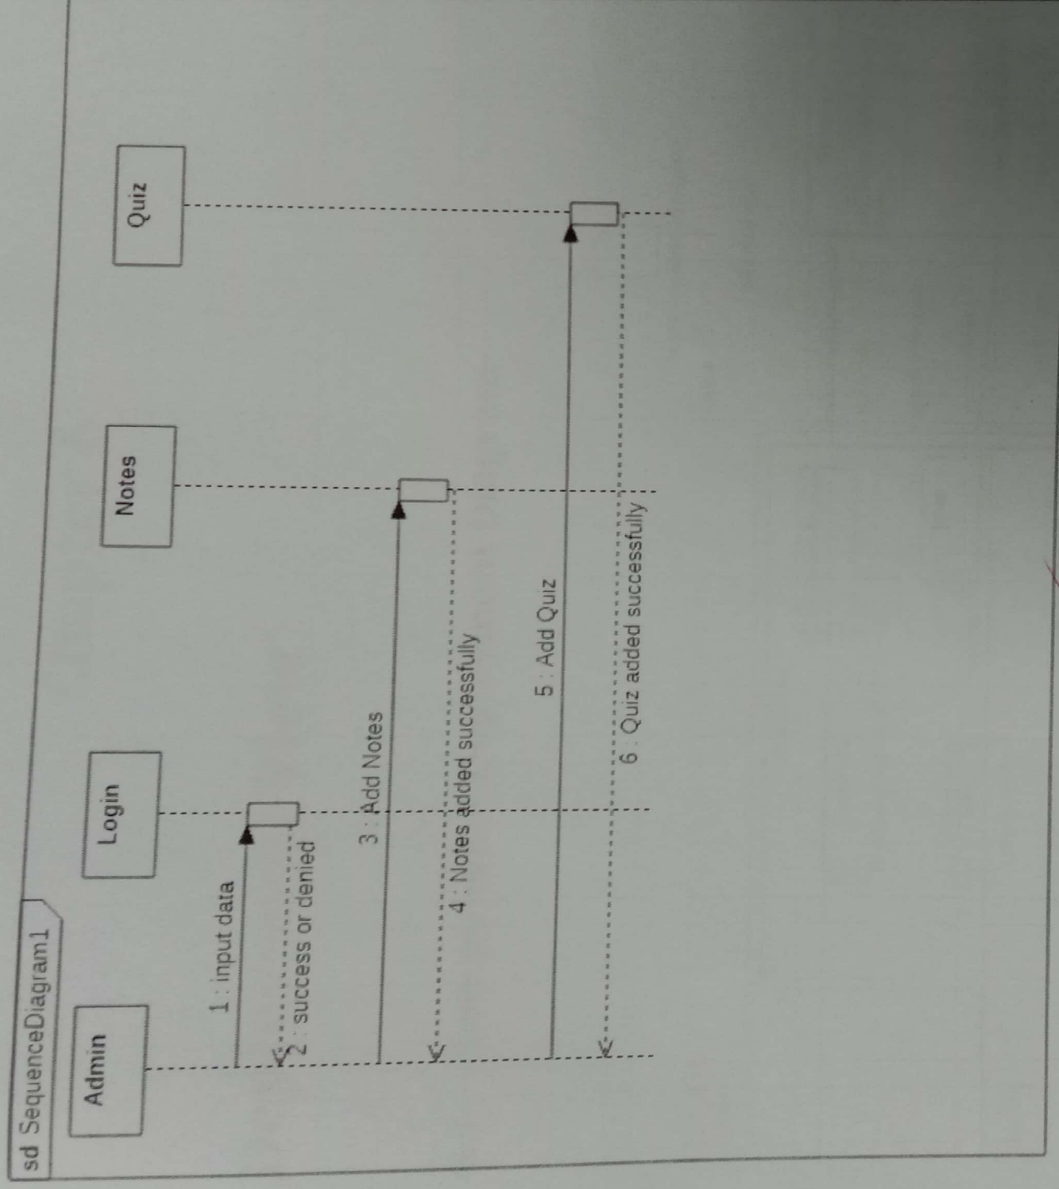 sd SequenceDiagram1
Admin
Login
Notes
Quiz
1 : input data
2 : success or denied
3 : Add Notes
4 : Notes added successfully
5 : Add Quiz
6 : Quiz added successfully